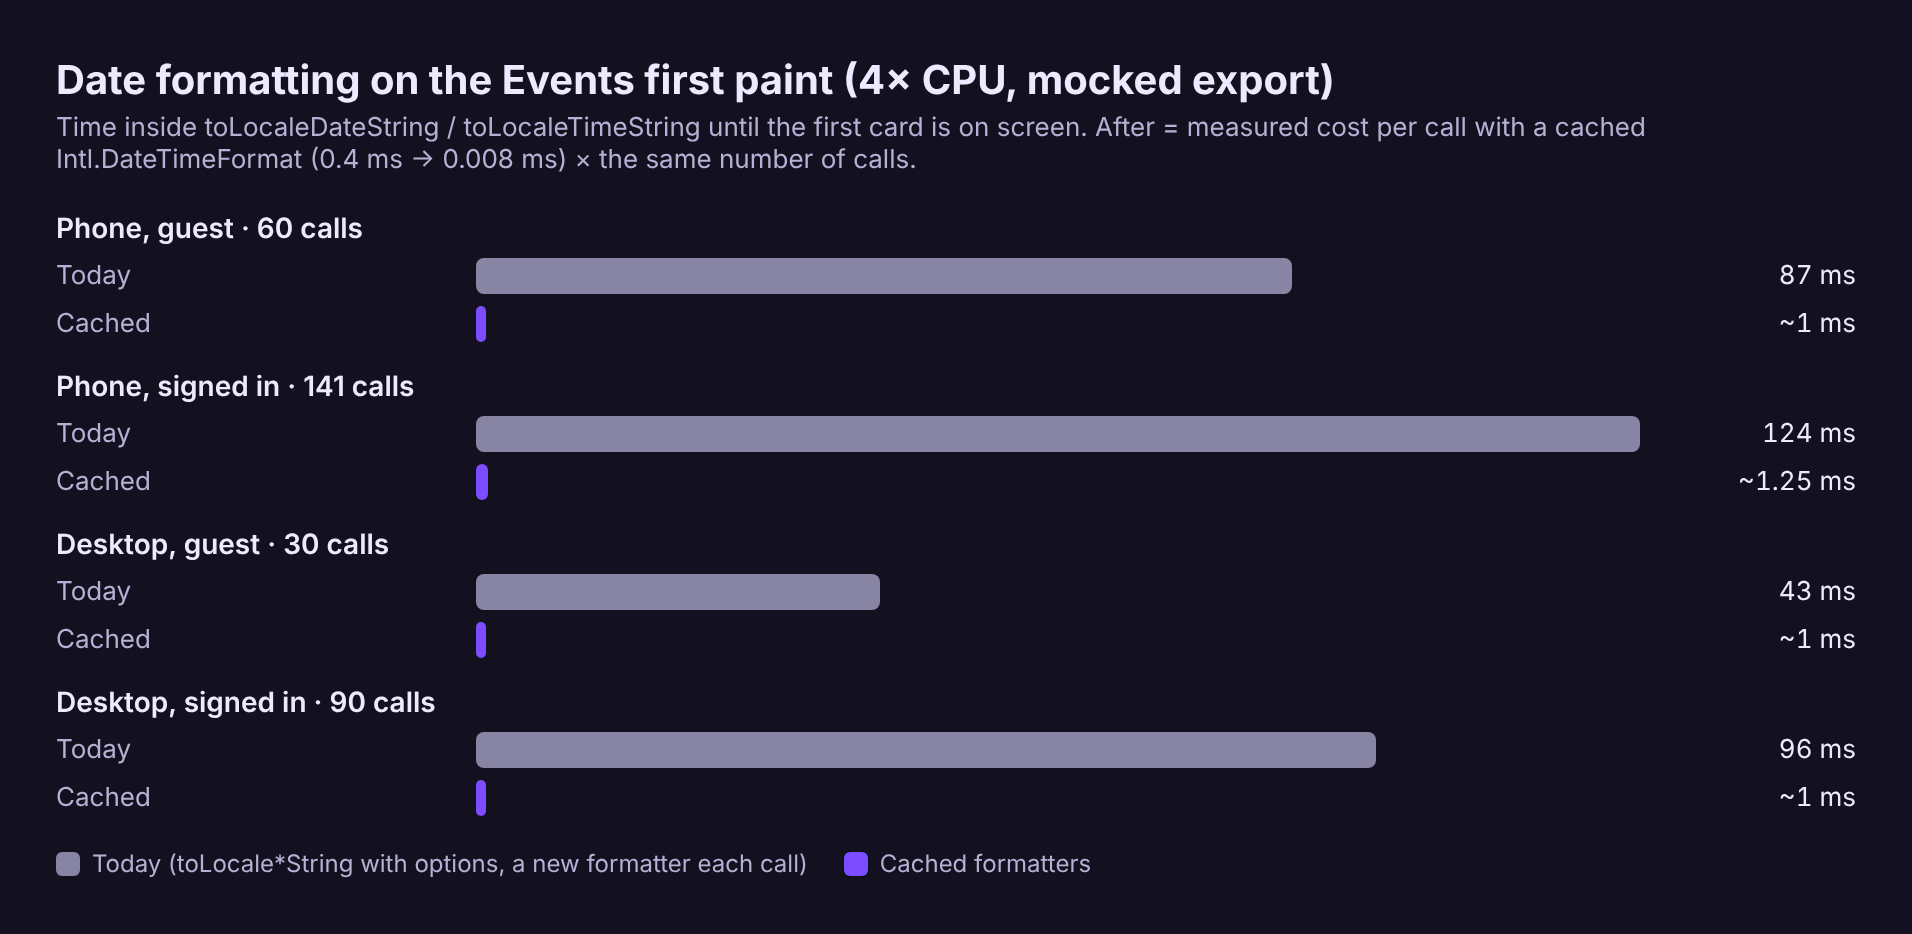 Date formatting on the Events first paint (4× CPU, mocked export)
Time inside toLocaleDateString / toLocaleTimeString until the first card is on screen. After = measured cost per call with a cached
Intl.DateTimeFormat (0.4 ms → 0.008 ms) × the same number of calls.
Phone, guest · 60 calls
Today 87 ms
Cached ~1 ms
Phone, signed in · 141 calls
Today 124 ms
Cached ~1.25 ms
Desktop, guest · 30 calls
Today 43 ms
Cached ~1 ms
Desktop, signed in · 90 calls
Today 96 ms
Cached ~1 ms
Today (toLocale*String with options, a new formatter each call) Cached formatters